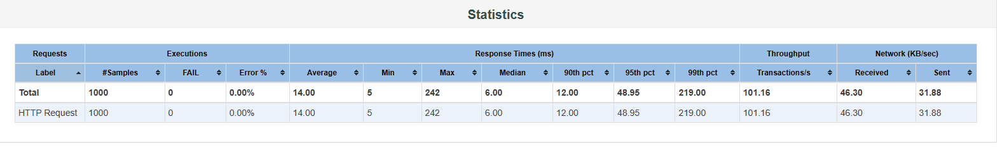 Statistics
Requests Executions Response Times (ms) Throughput Network (KB/sec)
Label #Samples FAIL Error % Average Min Max Median 90th pct 95th pct 99th pct Transactions/s Received Sent
Total 1000 0 0.00% 14.00 5 242 6.00 12.00 48.95 219.00 101.16 46.30 31.88
HTTP Request 1000 0 0.00% 14.00 5 242 6.00 12.00 48.95 219.00 101.16 46.30 31.88